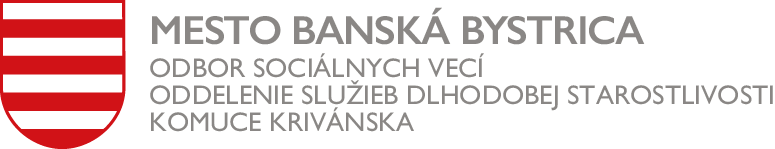 MESTO BANSKÁ BYSTRICA
ODBOR SOCIÁLNYCH VECÍ
ODDELENIE SLUŽIEB DLHODOBEJ STAROSTLIVOSTI
KOMUCE KRIVÁNSKA